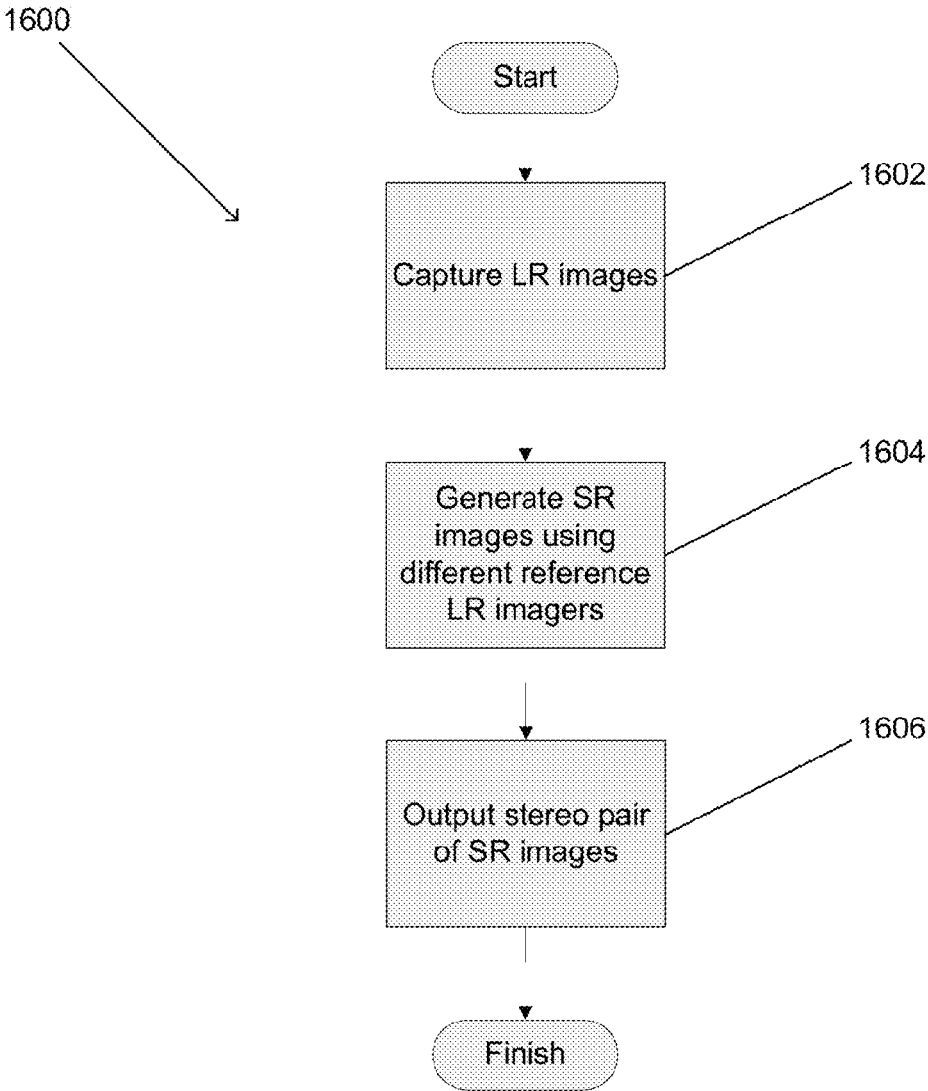 1600
Start
1602
Capture LR images
1604
Generate SR
images using
different reference
LR imagers
1606
Output stereo pair
of SR images
Finish